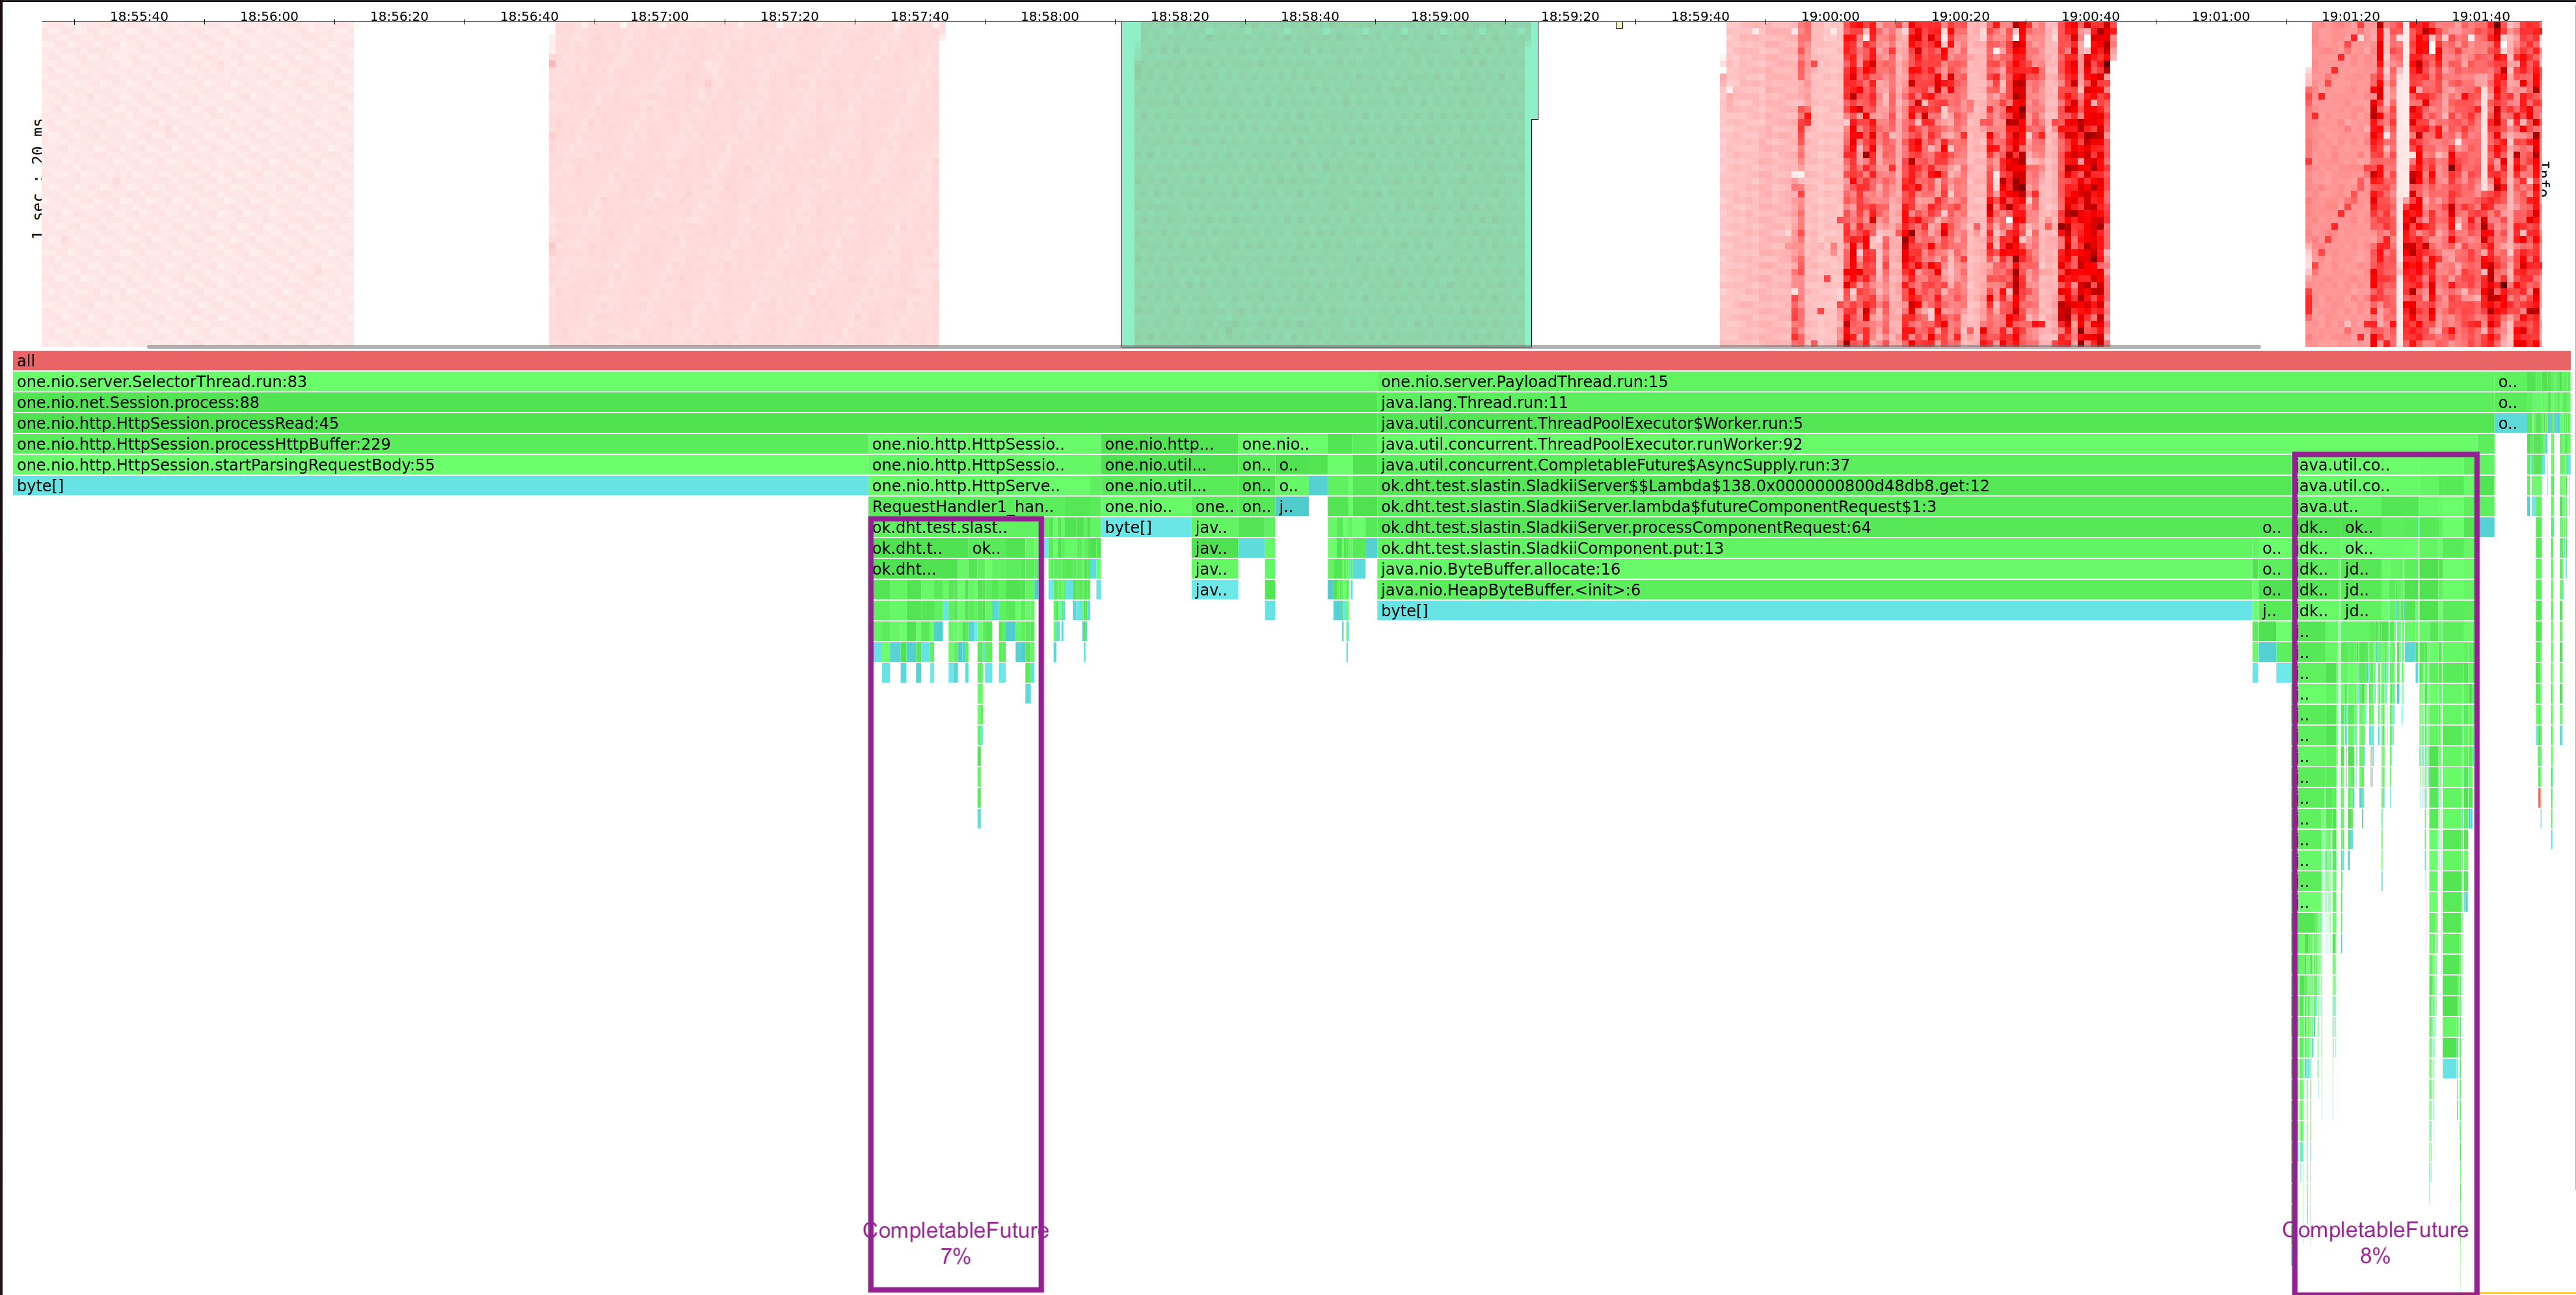 18:55:40 18:56:00 18:56:20 18:56:40 18:57:00 18:57:20 18:57:40 18:58:00 18:58:20 18:58:40 18:59:00 18:59:20 18:59:40 19:00:00 19:00:20 19:00:40 19:01:00 19:01:20 19:01:40
1 sec : 20 ms
Info
all
one.nio.server.SelectorThread.run:83 one.nio.server.PayloadThread.run:15 o..
one.nio.net.Session.process:88 java.lang.Thread.run:11 o..
one.nio.http.HttpSession.processRead:45 java.util.concurrent.ThreadPoolExecutor$Worker.run:5 o..
one.nio.http.HttpSession.processHttpBuffer:229 one.nio.http.HttpSessio.. one.nio.http... one.nio.. java.util.concurrent.ThreadPoolExecutor.runWorker:92
one.nio.http.HttpSession.startParsingRequestBody:55 one.nio.http.HttpSessio.. one.nio.util... on.. o.. java.util.concurrent.CompletableFuture$AsyncSupply.run:37 java.util.co..
byte[] one.nio.http.HttpServe.. one.nio.util... on.. o.. ok.dht.test.slastin.SladkiiServer$$Lambda$138.0x0000000800d48db8.get:12 java.util.co..
RequestHandler1_han.. one.nio.. one.. on.. j.. ok.dht.test.slastin.SladkiiServer.lambda$futureComponentRequest$1:3 java.ut..
ok.dht.test.slast.. byte[] jav.. ok.dht.test.slastin.SladkiiServer.processComponentRequest:64 o.. jdk.. ok..
ok.dht.t.. ok.. jav.. ok.dht.test.slastin.SladkiiComponent.put:13 o.. jdk.. ok..
ok.dht... jav.. java.nio.ByteBuffer.allocate:16 o.. jdk.. jd..
jav.. java.nio.HeapByteBuffer.<init>:6 o.. jdk.. jd..
byte[] j.. jdk.. jd..
CompletableFuture
7%
CompletableFuture
8%